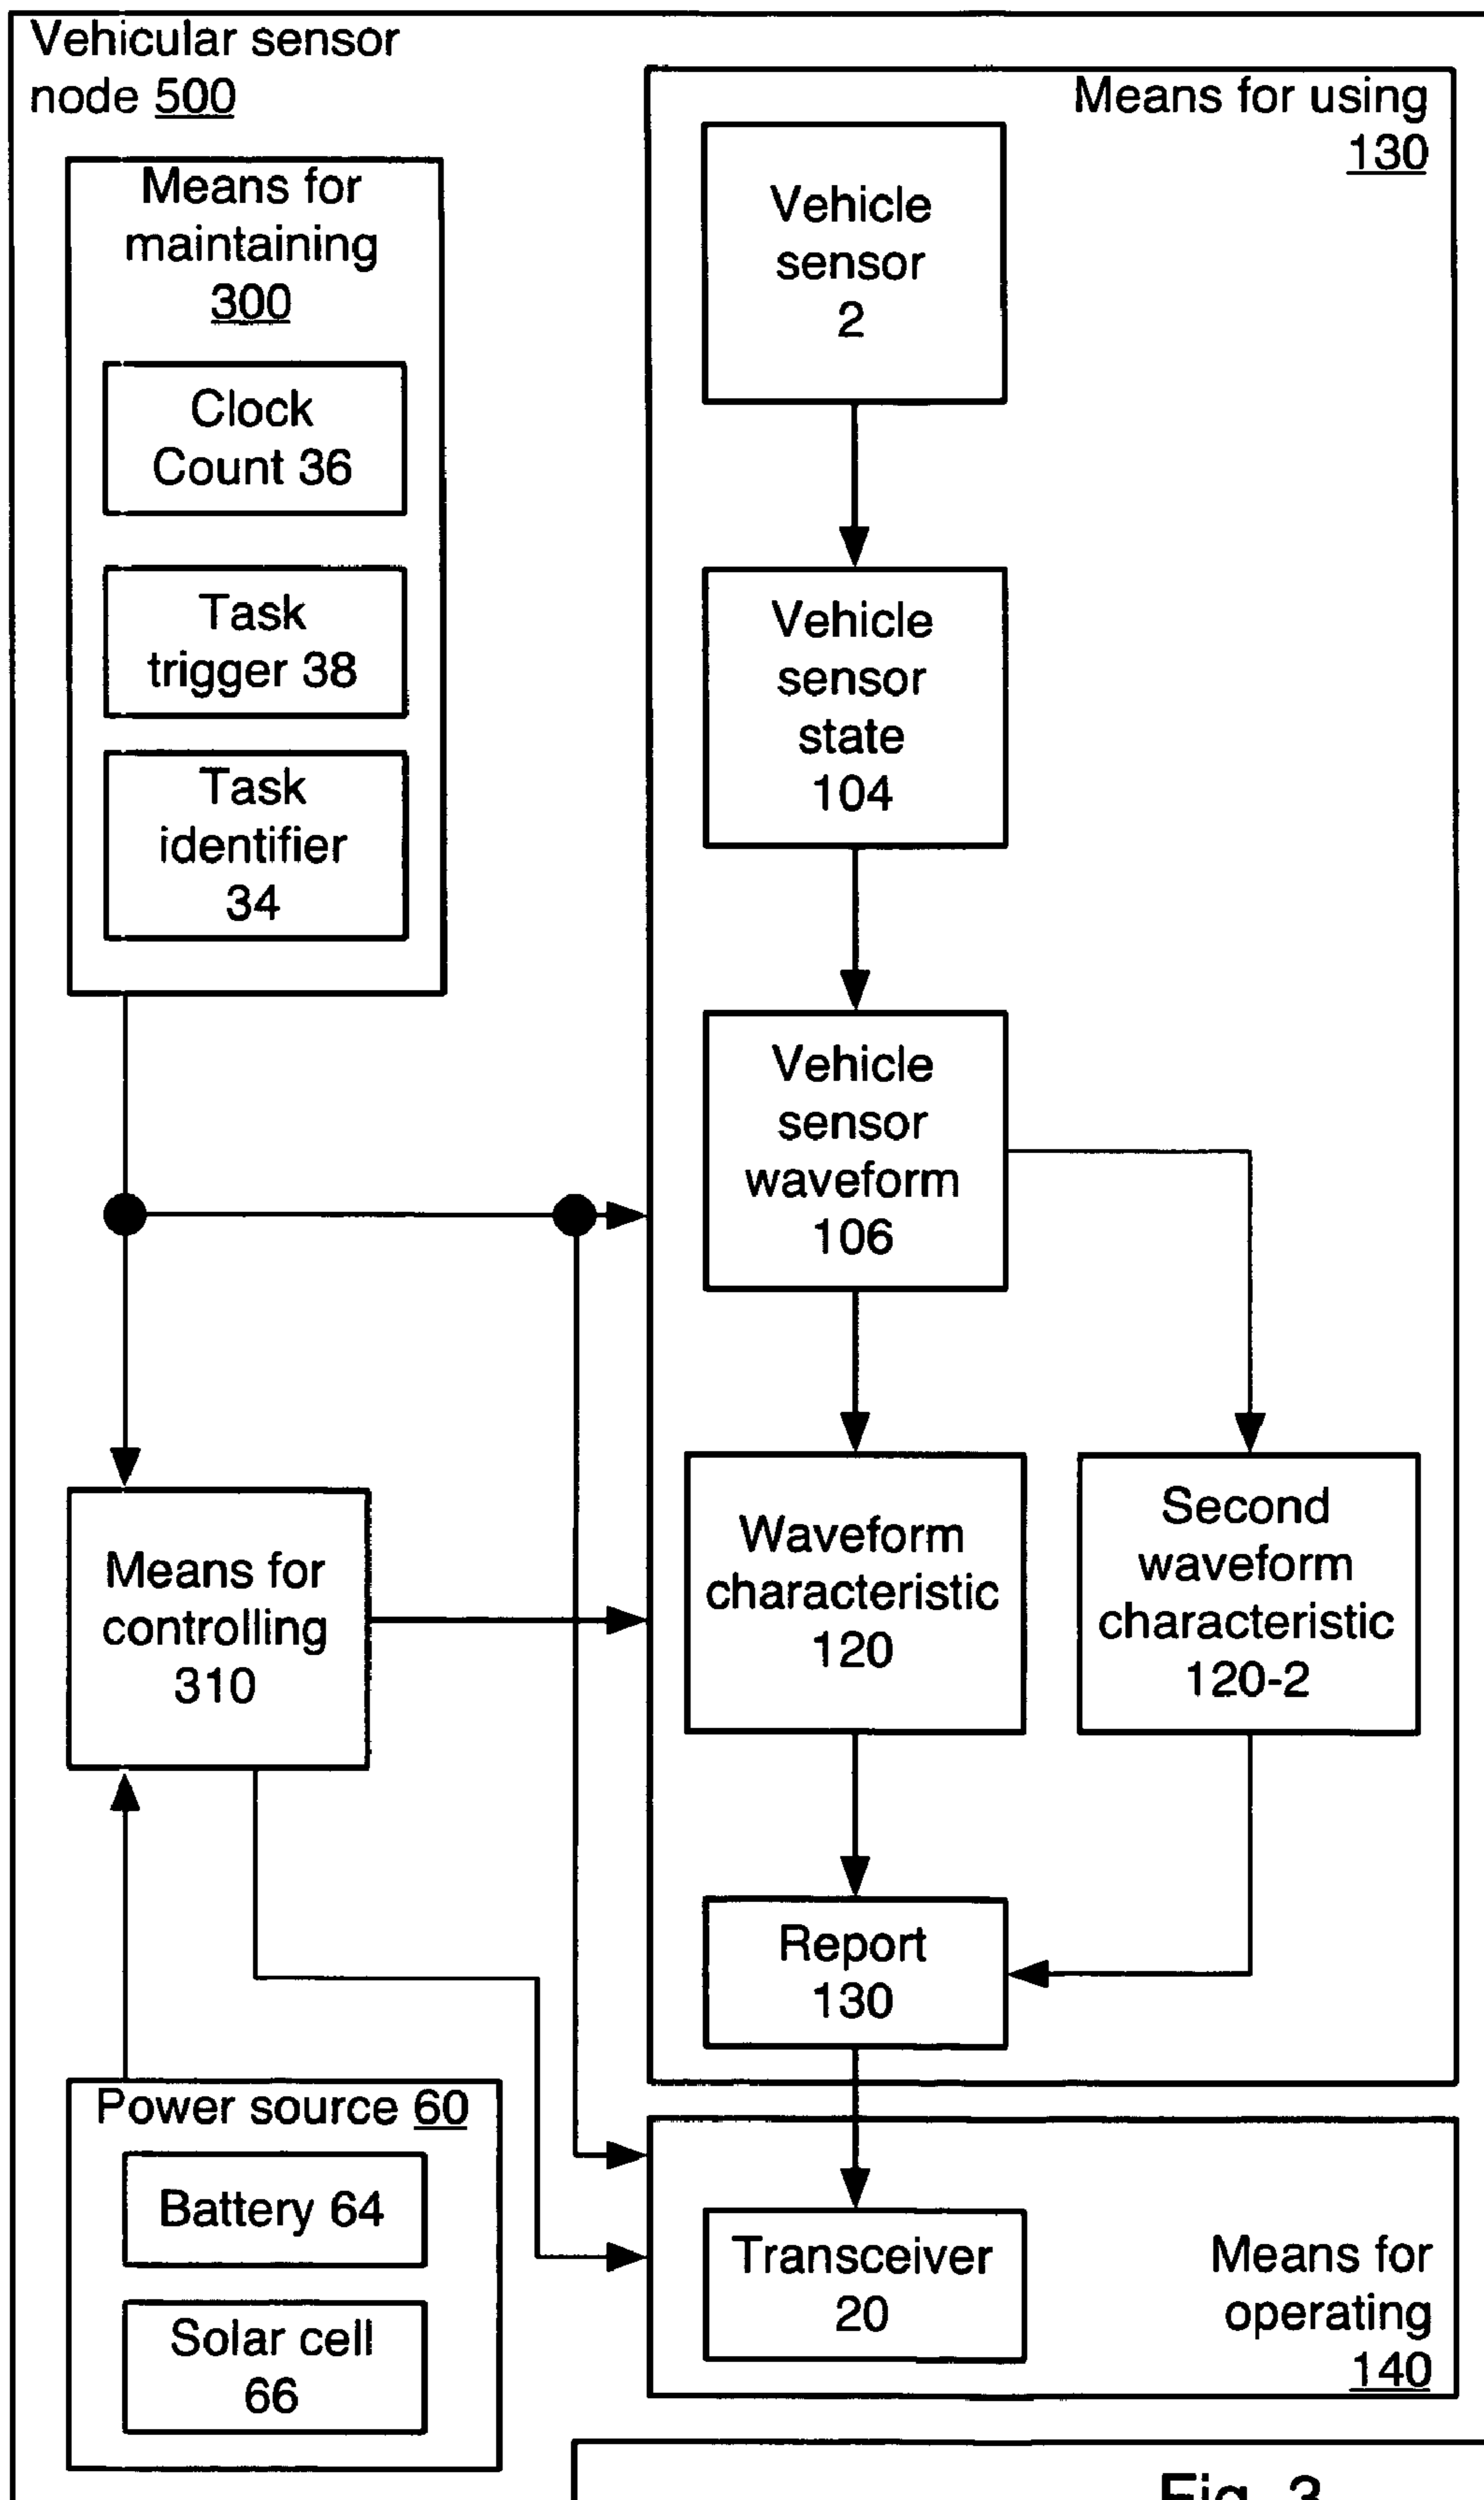 Vehicular sensor
node 500
Means for
maintaining
300
Clock
Count 36
Task
trigger 38
Task
identifier
34
Means for
controlling
310
Power source 60
Battery 64
Solar cell
66
Means for using
130
Vehicle
sensor
2
Vehicle
sensor
state
104
Vehicle
sensor
waveform
106
Waveform
characteristic
120
Second
waveform
characteristic
120-2
Report
130
Transceiver
20
Means for
operating
140
Fig. 3